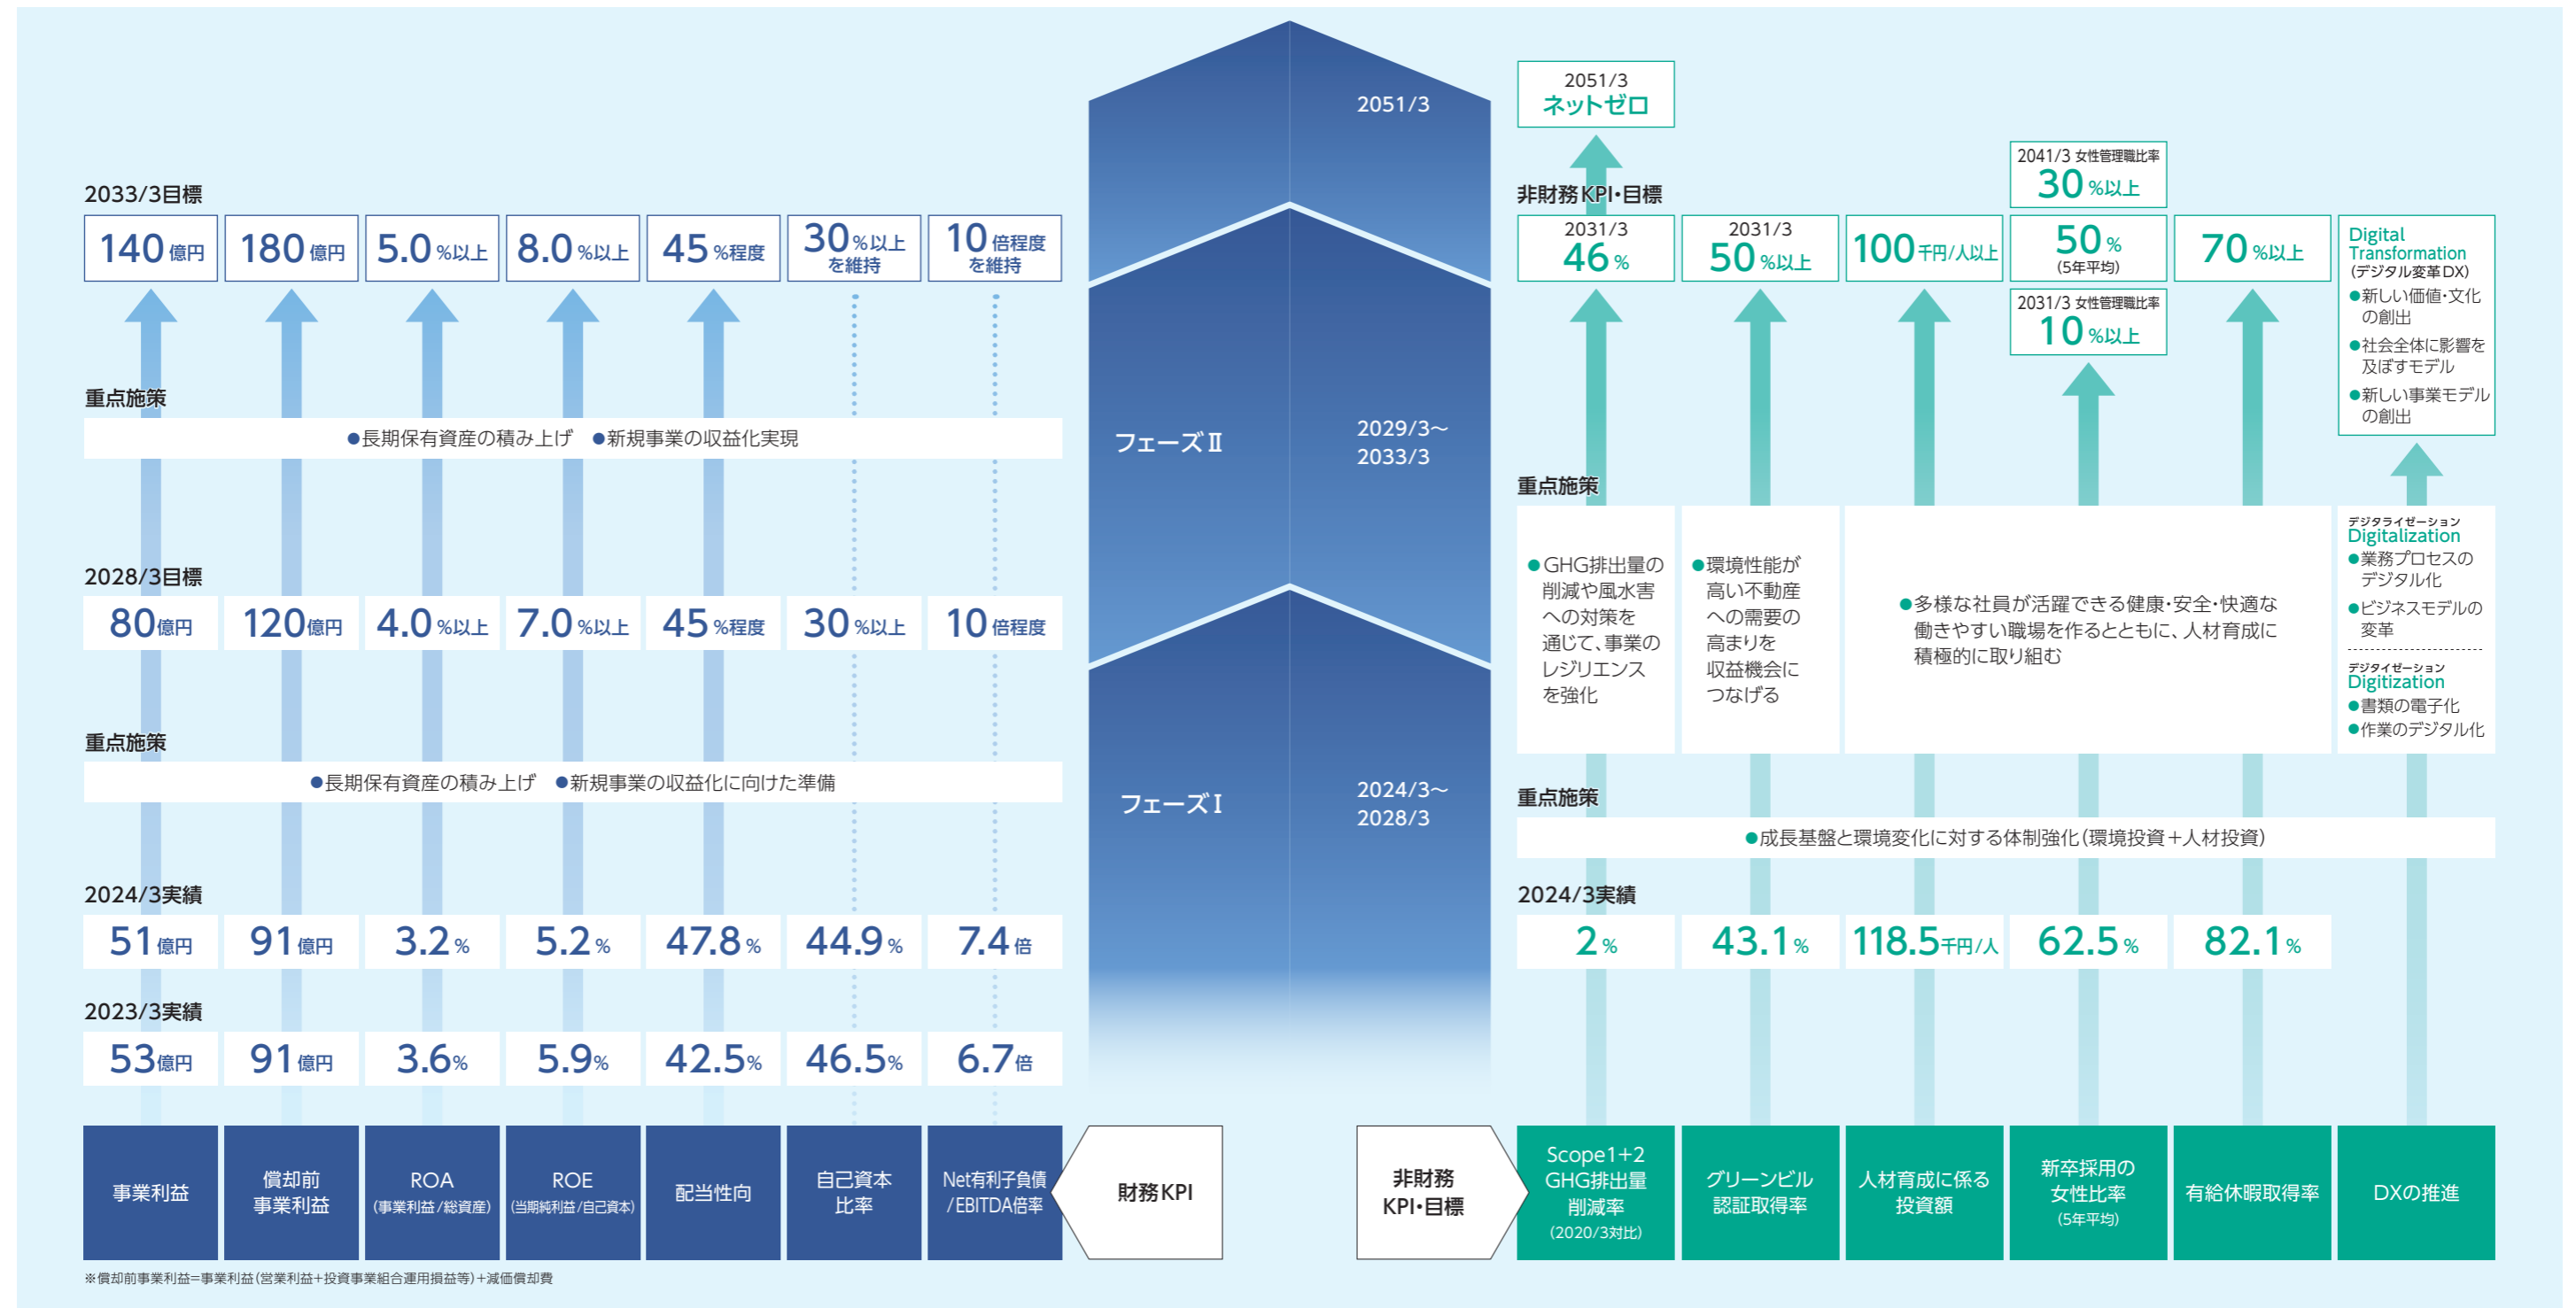 2033/3目標
140億円
180億円
5.0%以上
8.0%以上
45%程度
30%以上
を維持
10倍程度
を維持
重点施策
●長期保有資産の積み上げ ●新規事業の収益化実現
2028/3目標
80億円
120億円
4.0%以上
7.0%以上
45%程度
30%以上
10倍程度
重点施策
●長期保有資産の積み上げ ●新規事業の収益化に向けた準備
2024/3実績
51億円
91億円
3.2%
5.2%
47.8%
44.9%
7.4倍
2023/3実績
53億円
91億円
3.6%
5.9%
42.5%
46.5%
6.7倍
事業利益
償却前
事業利益
ROA
(事業利益/総資産)
ROE
(当期純利益/自己資本)
配当性向
自己資本
比率
Net有利子負債
/EBITDA倍率
財務KPI
※償却前事業利益=事業利益(営業利益+投資事業組合運用損益等)+減価償却費
2051/3
フェーズⅡ
2029/3〜
2033/3
フェーズⅠ
2024/3〜
2028/3
2051/3
ネットゼロ
非財務KPI・目標
2031/3
46%
2031/3
50%以上
100千円/人以上
2041/3 女性管理職比率
30%以上
50%
(5年平均)
2031/3 女性管理職比率
10%以上
70%以上
Digital
Transformation
(デジタル変革DX)
●新しい価値・文化
の創出
●社会全体に影響を
及ぼすモデル
●新しい事業モデル
の創出
重点施策
●GHG排出量の
削減や風水害
への対策を
通じて、事業の
レジリエンス
を強化
●環境性能が
高い不動産
への需要の
高まりを
収益機会に
つなげる
●多様な社員が活躍できる健康・安全・快適な
働きやすい職場を作るとともに、人材育成に
積極的に取り組む
デジタライゼーション
Digitalization
●業務プロセスの
デジタル化
●ビジネスモデルの
変革
デジタイゼーション
Digitization
●書類の電子化
●作業のデジタル化
重点施策
●成長基盤と環境変化に対する体制強化(環境投資+人材投資)
2024/3実績
2%
43.1%
118.5千円/人
62.5%
82.1%
非財務
KPI・目標
Scope1+2
GHG排出量
削減率
(2020/3対比)
グリーンビル
認証取得率
人材育成に係る
投資額
新卒採用の
女性比率
(5年平均)
有給休暇取得率
DXの推進